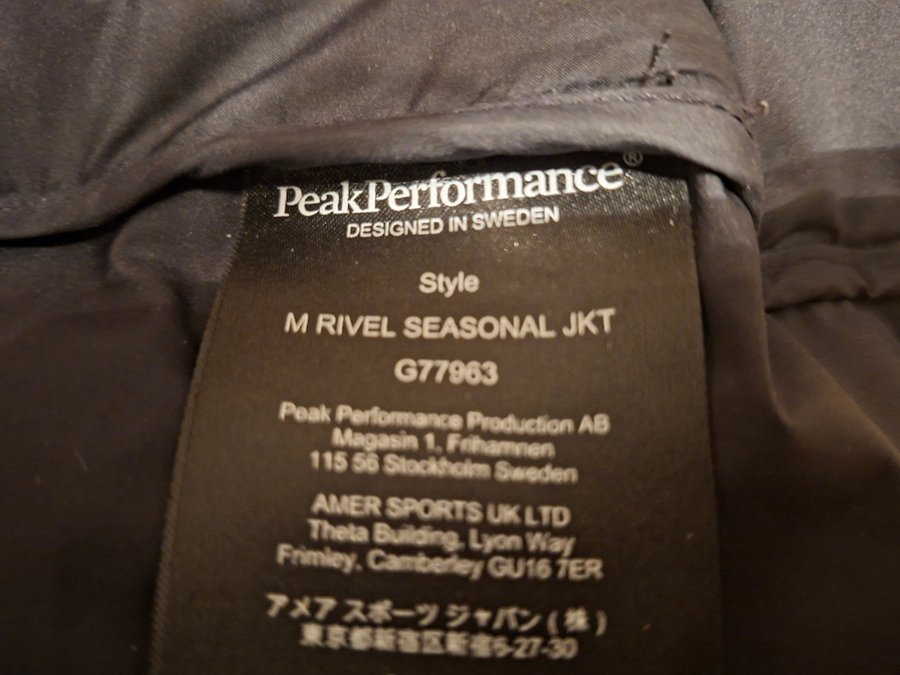 PeakPerformance®
DESIGNED IN SWEDEN
Style
M RIVEL SEASONAL JKT
G77963
Peak Performance Production AB
Magasin 1, Frihamnen
115 56 Stockholm Sweden
AMER SPORTS UK LTD
Theta Building, Lyon Way
Frimley, Camberley GU16 7ER
アメア スポーツ ジャパン ( 株 )
東京都新宿区新宿6-27-30